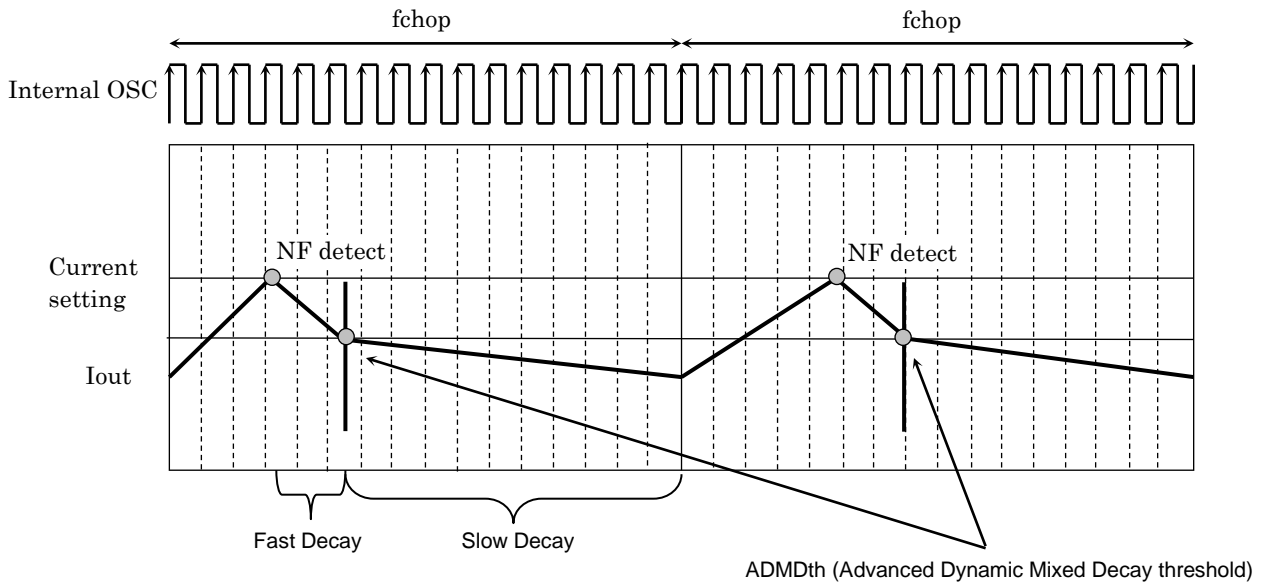 fchop
fchop
Internal OSC
NF detect
NF detect
Current
setting
Iout
Fast Decay
Slow Decay
ADMDth (Advanced Dynamic Mixed Decay threshold)